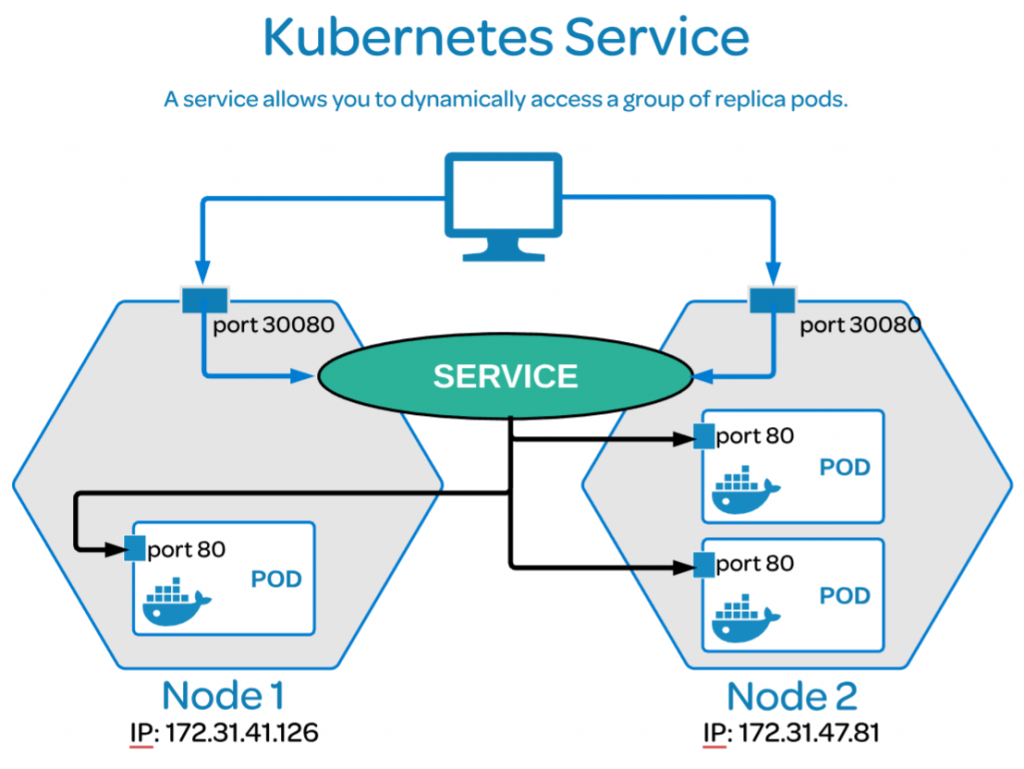 Kubernetes Service
A service allows you to dynamically access a group of replica pods.
port 30080
port 30080
SERVICE
port 80
POD
port 80
POD
port 80
POD
Node 1
IP: 172.31.41.126
Node 2
IP: 172.31.47.81